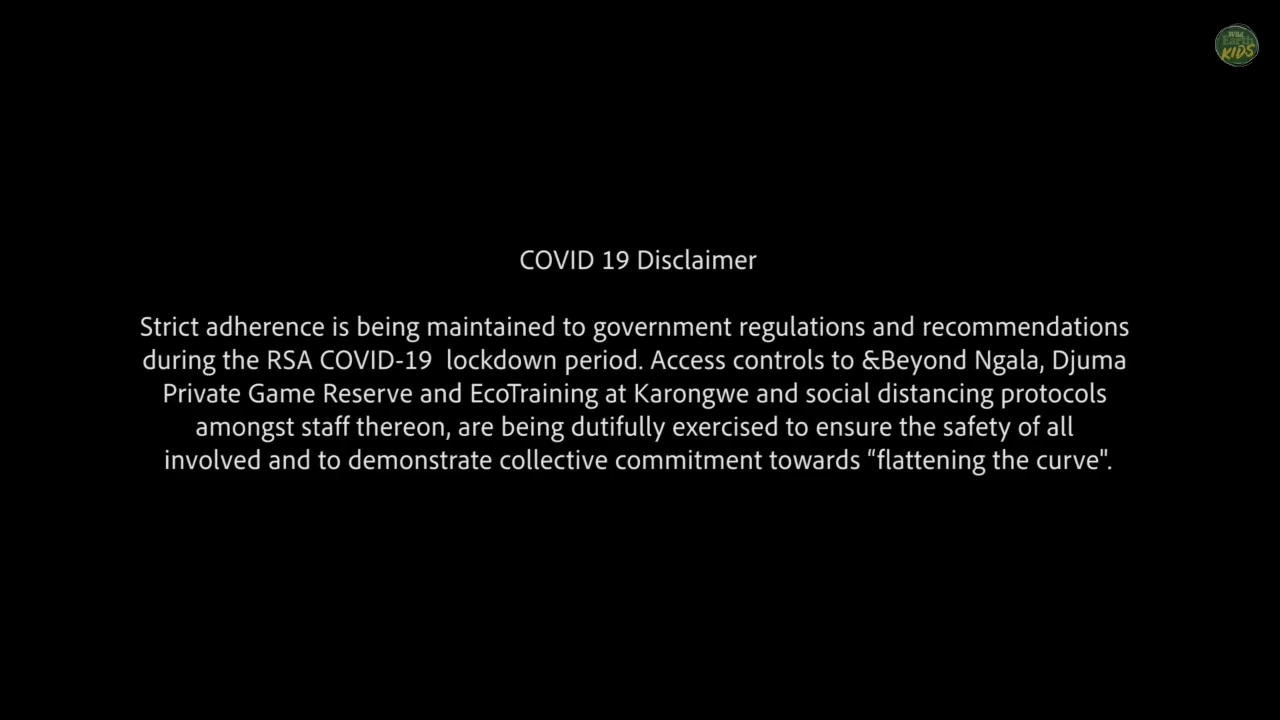 Wild
Earth
KIDS
COVID 19 Disclaimer
Strict adherence is being maintained to government regulations and recommendations
during the RSA COVID-19  lockdown period. Access controls to &Beyond Ngala, Djuma
Private Game Reserve and EcoTraining at Karongwe and social distancing protocols
amongst staff thereon, are being dutifully exercised to ensure the safety of all
involved and to demonstrate collective commitment towards “flattening the curve".